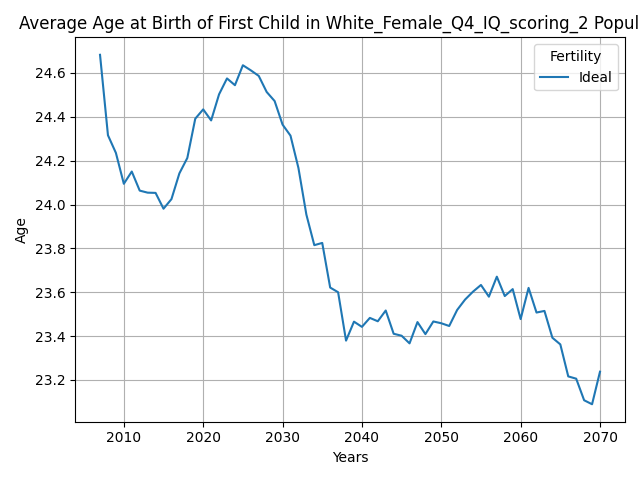 Average Age at Birth of First Child in White_Female_Q4_IQ_scoring_2 Popul
Fertility
Ideal
24.6
24.4
24.2
24.0
23.8
23.6
23.4
23.2
Age
2010 2020 2030 2040 2050 2060 2070
Years